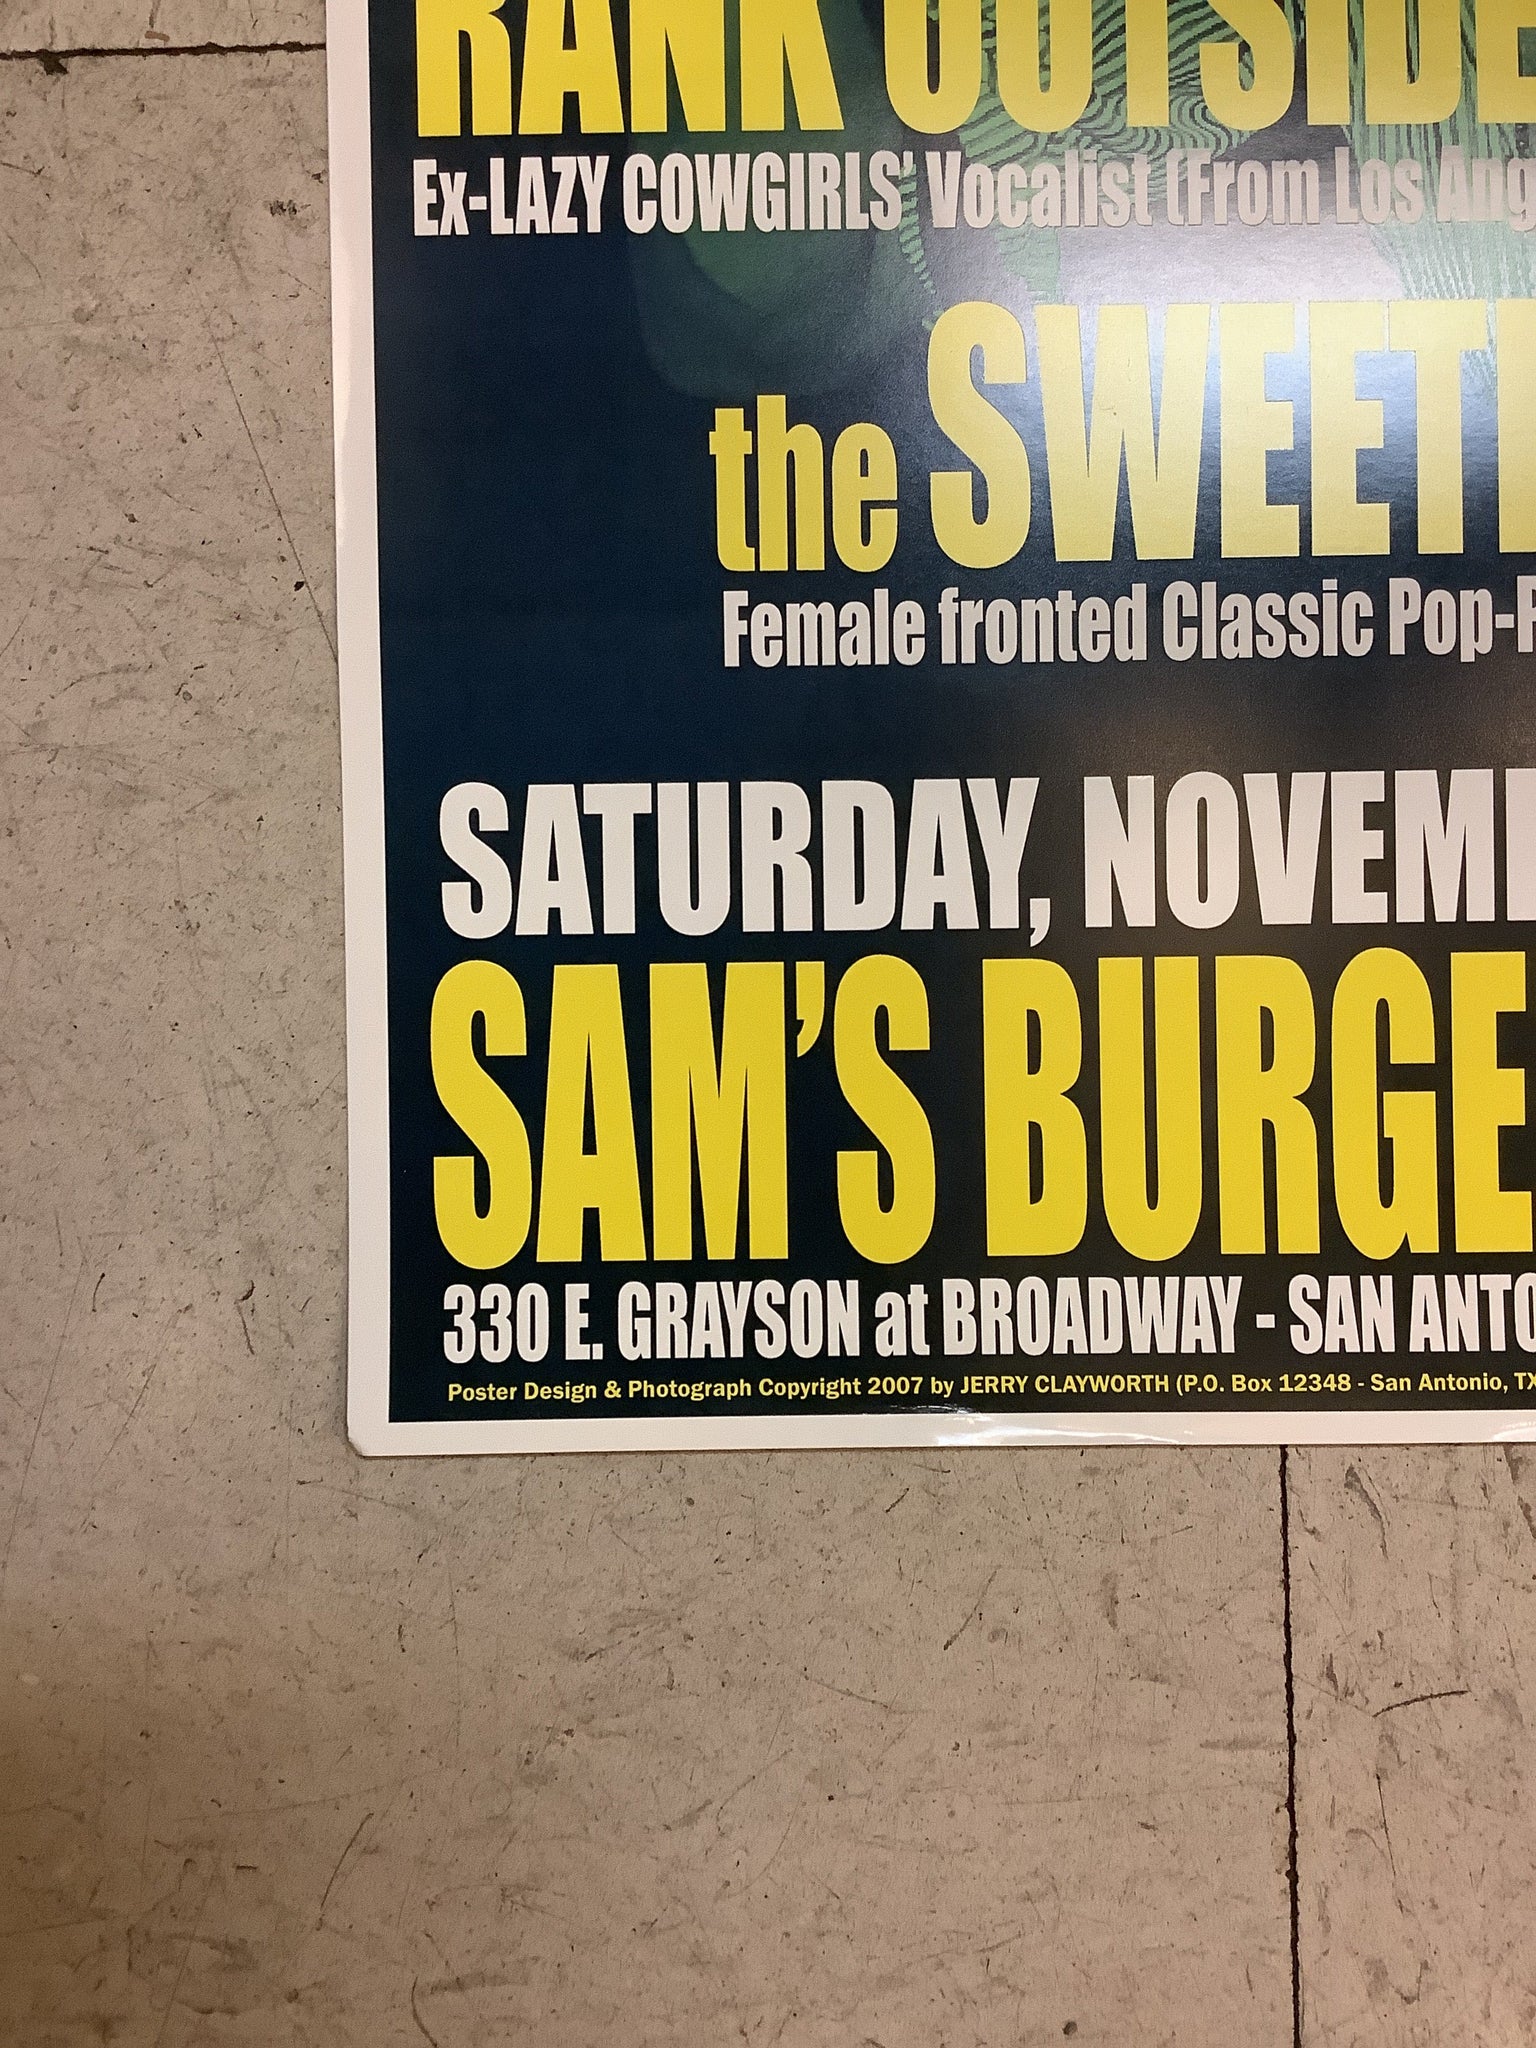 RANK OUTSIDE
Ex-LAZY COWGIRLS' Vocalist (From Los Ang
the SWEET
Female fronted Classic Pop-R
SATURDAY, NOVEM
SAM'S BURGE
330 E. GRAYSON at BROADWAY - SAN ANTO
Poster Design & Photograph Copyright 2007 by JERRY CLAYWORTH (P.O. Box 12348 - San Antonio, TX